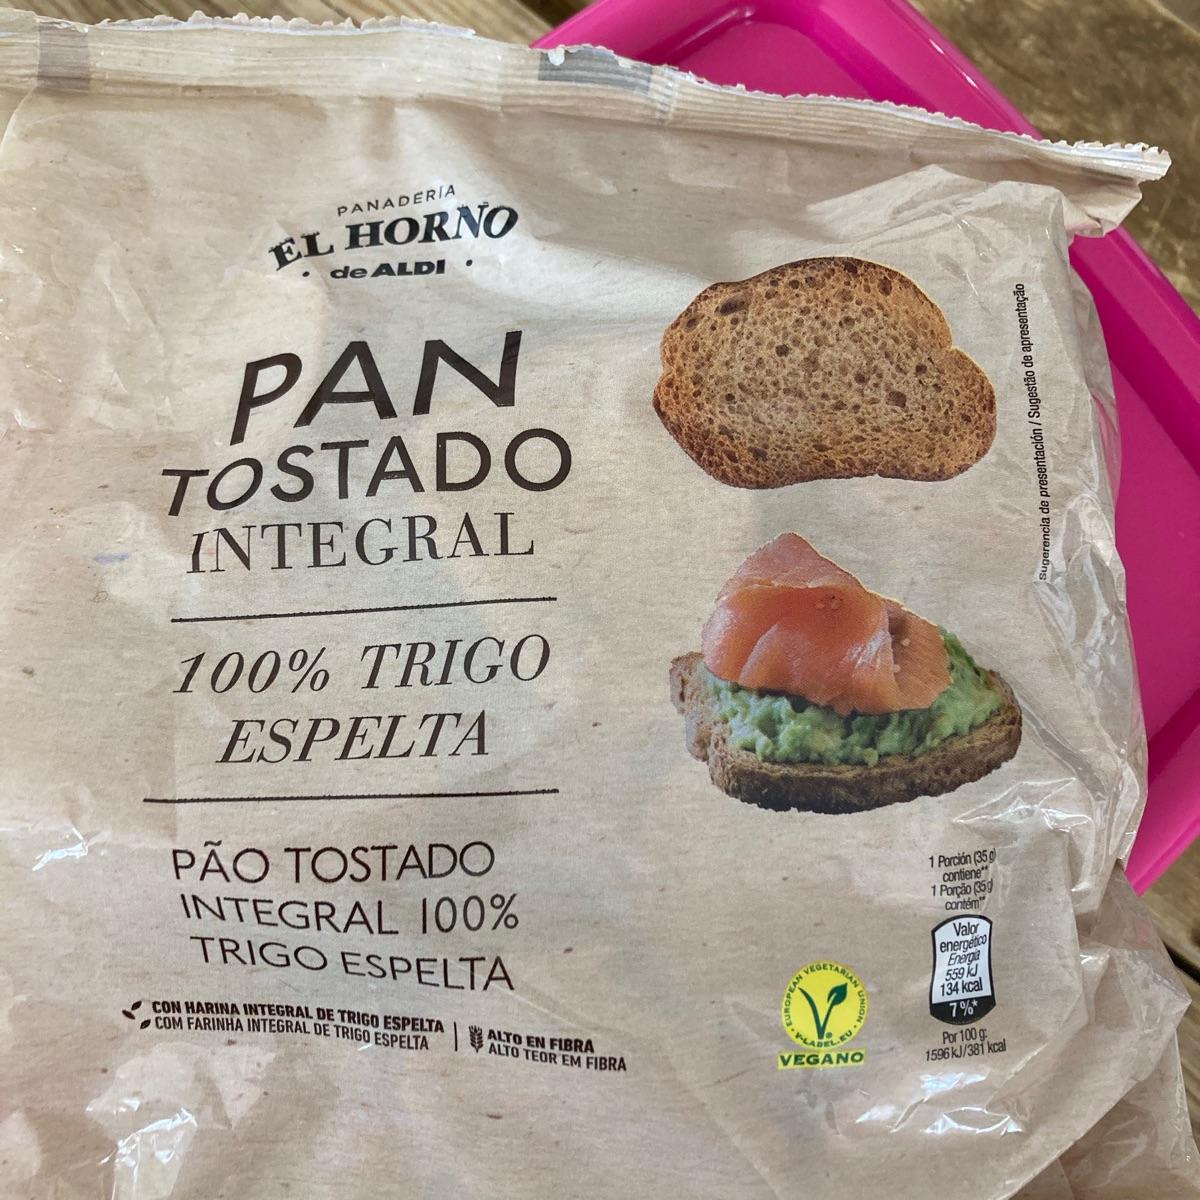 PANADERÍA
EL HORNO
• de ALDI •
PAN
TOSTADO
INTEGRAL
100% TRIGO
ESPELTA
PÃO TOSTADO
INTEGRAL 100%
TRIGO ESPELTA
CON HARINA INTEGRAL DE TRIGO ESPELTA
COM FARINHA INTEGRAL DE TRIGO ESPELTA
ALTO EN FIBRA
ALTO TEOR EM FIBRA
Sugerencia de presentación / Sugestão de apresentação
EUROPEAN VEGETARIAN UNION
• V-LABEL.EU •
VEGANO
1 Porción (35 g)
contiene**
1 Porção (35 g)
contém**
Valor
energético
Energia
559 kJ
134 kcal
7%*
Por 100 g:
1596 kJ/381 kcal